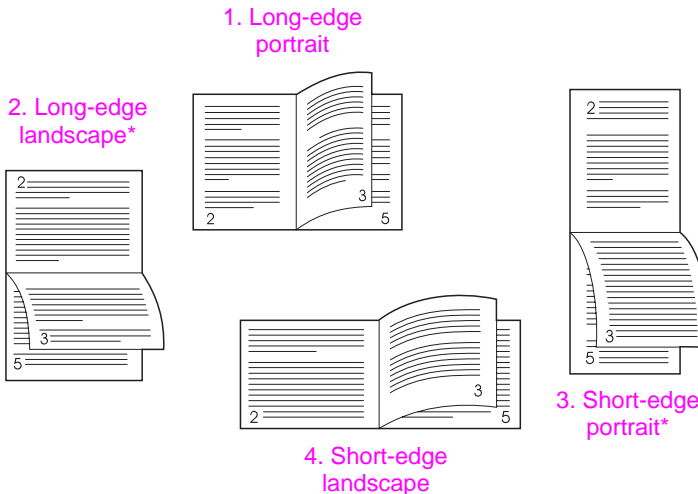 1. Long-edge
portrait
2. Long-edge
landscape*
2
3
5
2
3
5
2
3
5
2
3
5
3. Short-edge
portrait*
4. Short-edge
landscape